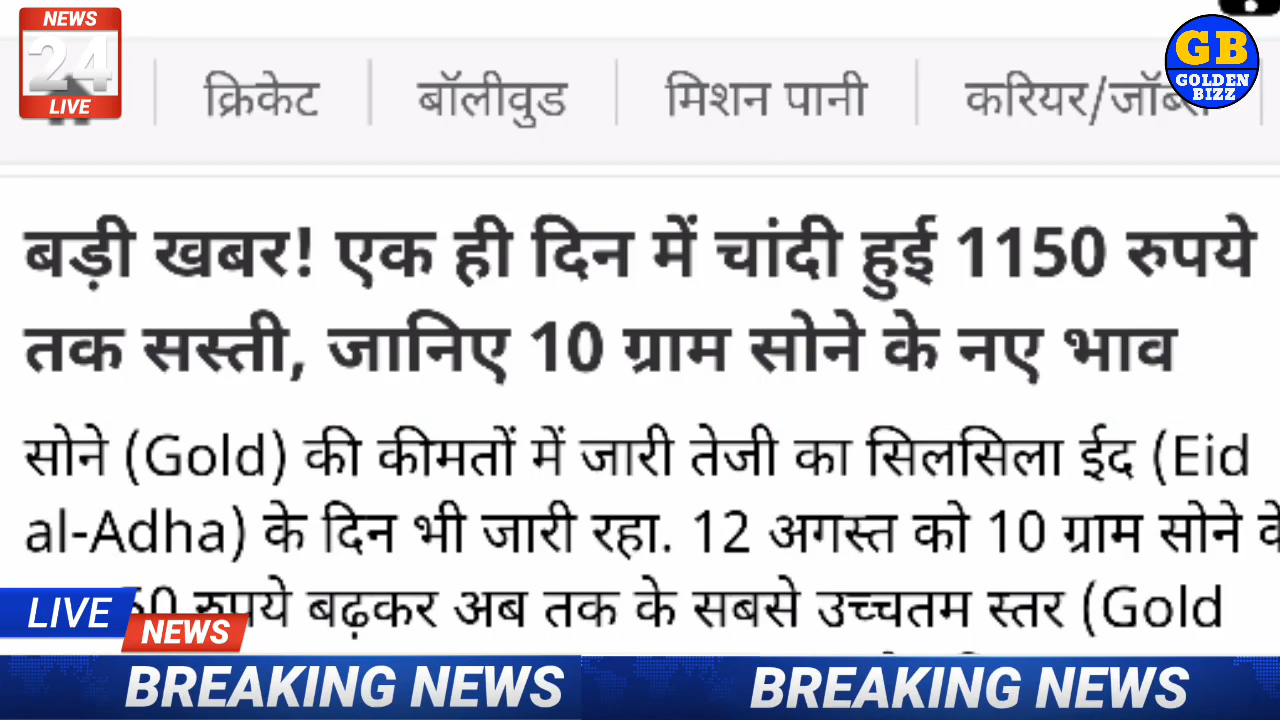 NEWS
24
LIVE
GB
GOLDEN
BIZZ
क्रिकेट
बॉलीवुड
मिशन पानी
करियर/जॉब्स
बड़ी खबर! एक ही दिन में चांदी हुई 1150 रुपये
तक सस्ती, जानिए 10 ग्राम सोने के नए भाव
सोने (Gold) की कीमतों में जारी तेजी का सिलसिला ईद (Eid
al-Adha) के दिन भी जारी रहा. 12 अगस्त को 10 ग्राम सोने के
रुपये बढ़कर अब तक के सबसे उच्चतम स्तर (Gold
LIVE
NEWS
BREAKING NEWS
BREAKING NEWS